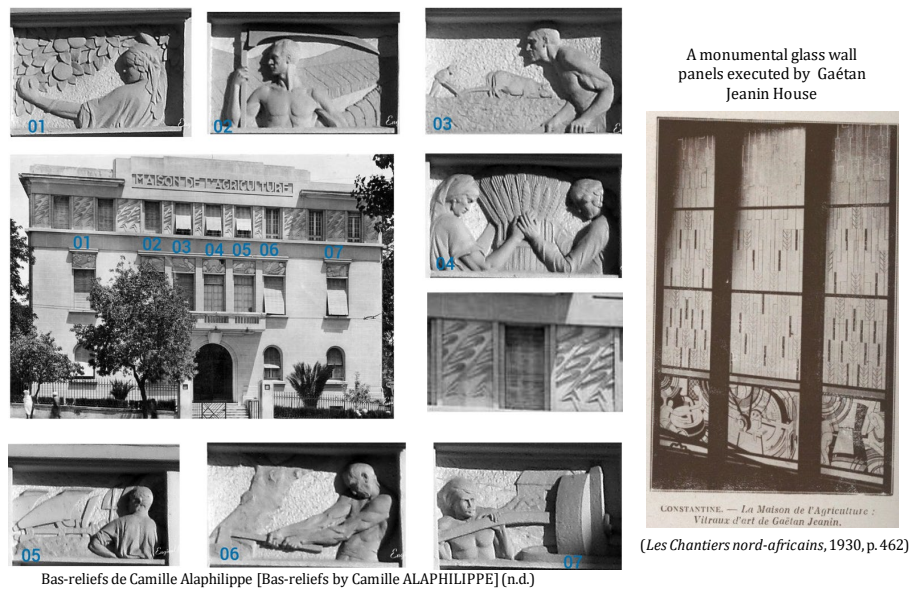 01
02
03
A monumental glass wall
panels executed by Gaétan
Jeanin House
MAISON DE L'AGRICULTURE
01
02
03
04
05
06
07
04
05
06
07
CONSTANTINE. — La Maison de l'Agriculture :
Vitraux d'art de Gaëtan Jeanin.
(Les Chantiers nord-africains, 1930, p. 462)
Bas-reliefs de Camille Alaphilippe [Bas-reliefs by Camille ALAPHILIPPE] (n.d.)